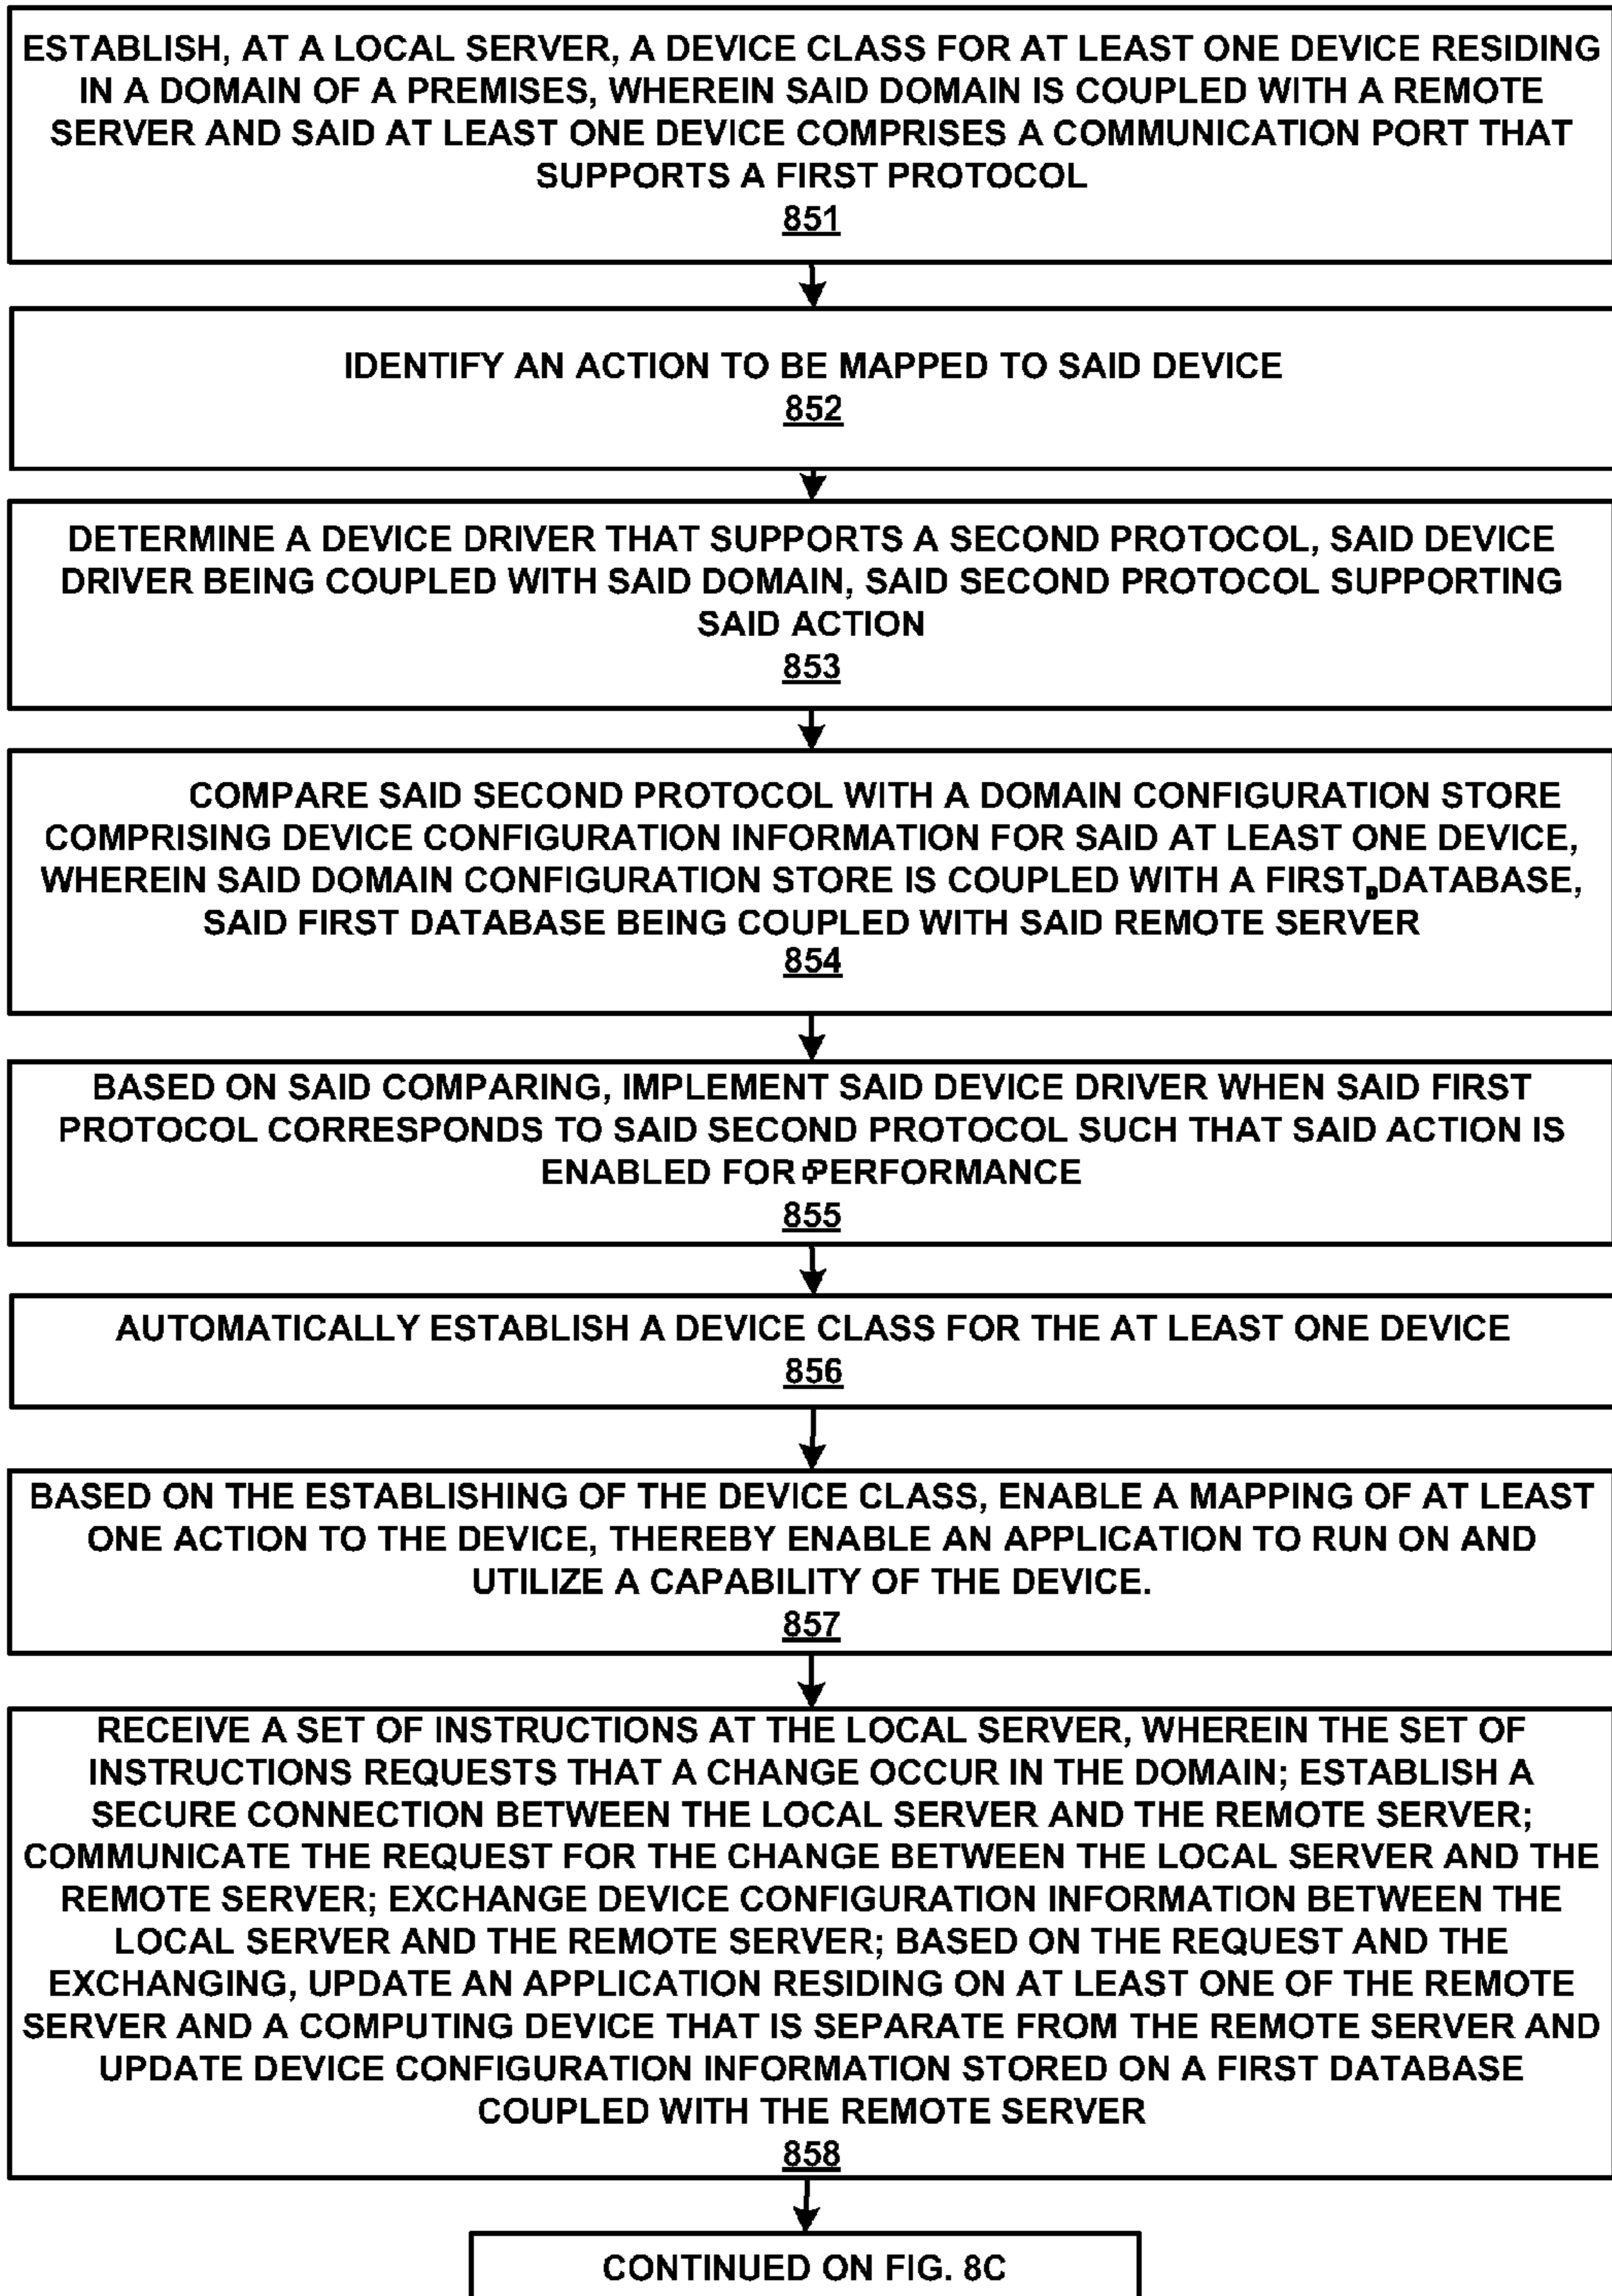 ESTABLISH, AT A LOCAL SERVER, A DEVICE CLASS FOR AT LEAST ONE DEVICE RESIDING
IN A DOMAIN OF A PREMISES, WHEREIN SAID DOMAIN IS COUPLED WITH A REMOTE
SERVER AND SAID AT LEAST ONE DEVICE COMPRISES A COMMUNICATION PORT THAT
SUPPORTS A FIRST PROTOCOL
851
IDENTIFY AN ACTION TO BE MAPPED TO SAID DEVICE
852
DETERMINE A DEVICE DRIVER THAT SUPPORTS A SECOND PROTOCOL, SAID DEVICE
DRIVER BEING COUPLED WITH SAID DOMAIN, SAID SECOND PROTOCOL SUPPORTING
SAID ACTION
853
COMPARE SAID SECOND PROTOCOL WITH A DOMAIN CONFIGURATION STORE
COMPRISING DEVICE CONFIGURATION INFORMATION FOR SAID AT LEAST ONE DEVICE,
WHEREIN SAID DOMAIN CONFIGURATION STORE IS COUPLED WITH A FIRST DATABASE,
SAID FIRST DATABASE BEING COUPLED WITH SAID REMOTE SERVER
854
BASED ON SAID COMPARING, IMPLEMENT SAID DEVICE DRIVER WHEN SAID FIRST
PROTOCOL CORRESPONDS TO SAID SECOND PROTOCOL SUCH THAT SAID ACTION IS
ENABLED FOR PERFORMANCE
855
AUTOMATICALLY ESTABLISH A DEVICE CLASS FOR THE AT LEAST ONE DEVICE
856
BASED ON THE ESTABLISHING OF THE DEVICE CLASS, ENABLE A MAPPING OF AT LEAST
ONE ACTION TO THE DEVICE, THEREBY ENABLE AN APPLICATION TO RUN ON AND
UTILIZE A CAPABILITY OF THE DEVICE.
857
RECEIVE A SET OF INSTRUCTIONS AT THE LOCAL SERVER, WHEREIN THE SET OF
INSTRUCTIONS REQUESTS THAT A CHANGE OCCUR IN THE DOMAIN; ESTABLISH A
SECURE CONNECTION BETWEEN THE LOCAL SERVER AND THE REMOTE SERVER;
COMMUNICATE THE REQUEST FOR THE CHANGE BETWEEN THE LOCAL SERVER AND THE
REMOTE SERVER; EXCHANGE DEVICE CONFIGURATION INFORMATION BETWEEN THE
LOCAL SERVER AND THE REMOTE SERVER; BASED ON THE REQUEST AND THE
EXCHANGING, UPDATE AN APPLICATION RESIDING ON AT LEAST ONE OF THE REMOTE
SERVER AND A COMPUTING DEVICE THAT IS SEPARATE FROM THE REMOTE SERVER AND
UPDATE DEVICE CONFIGURATION INFORMATION STORED ON A FIRST DATABASE
COUPLED WITH THE REMOTE SERVER
858
CONTINUED ON FIG. 8C